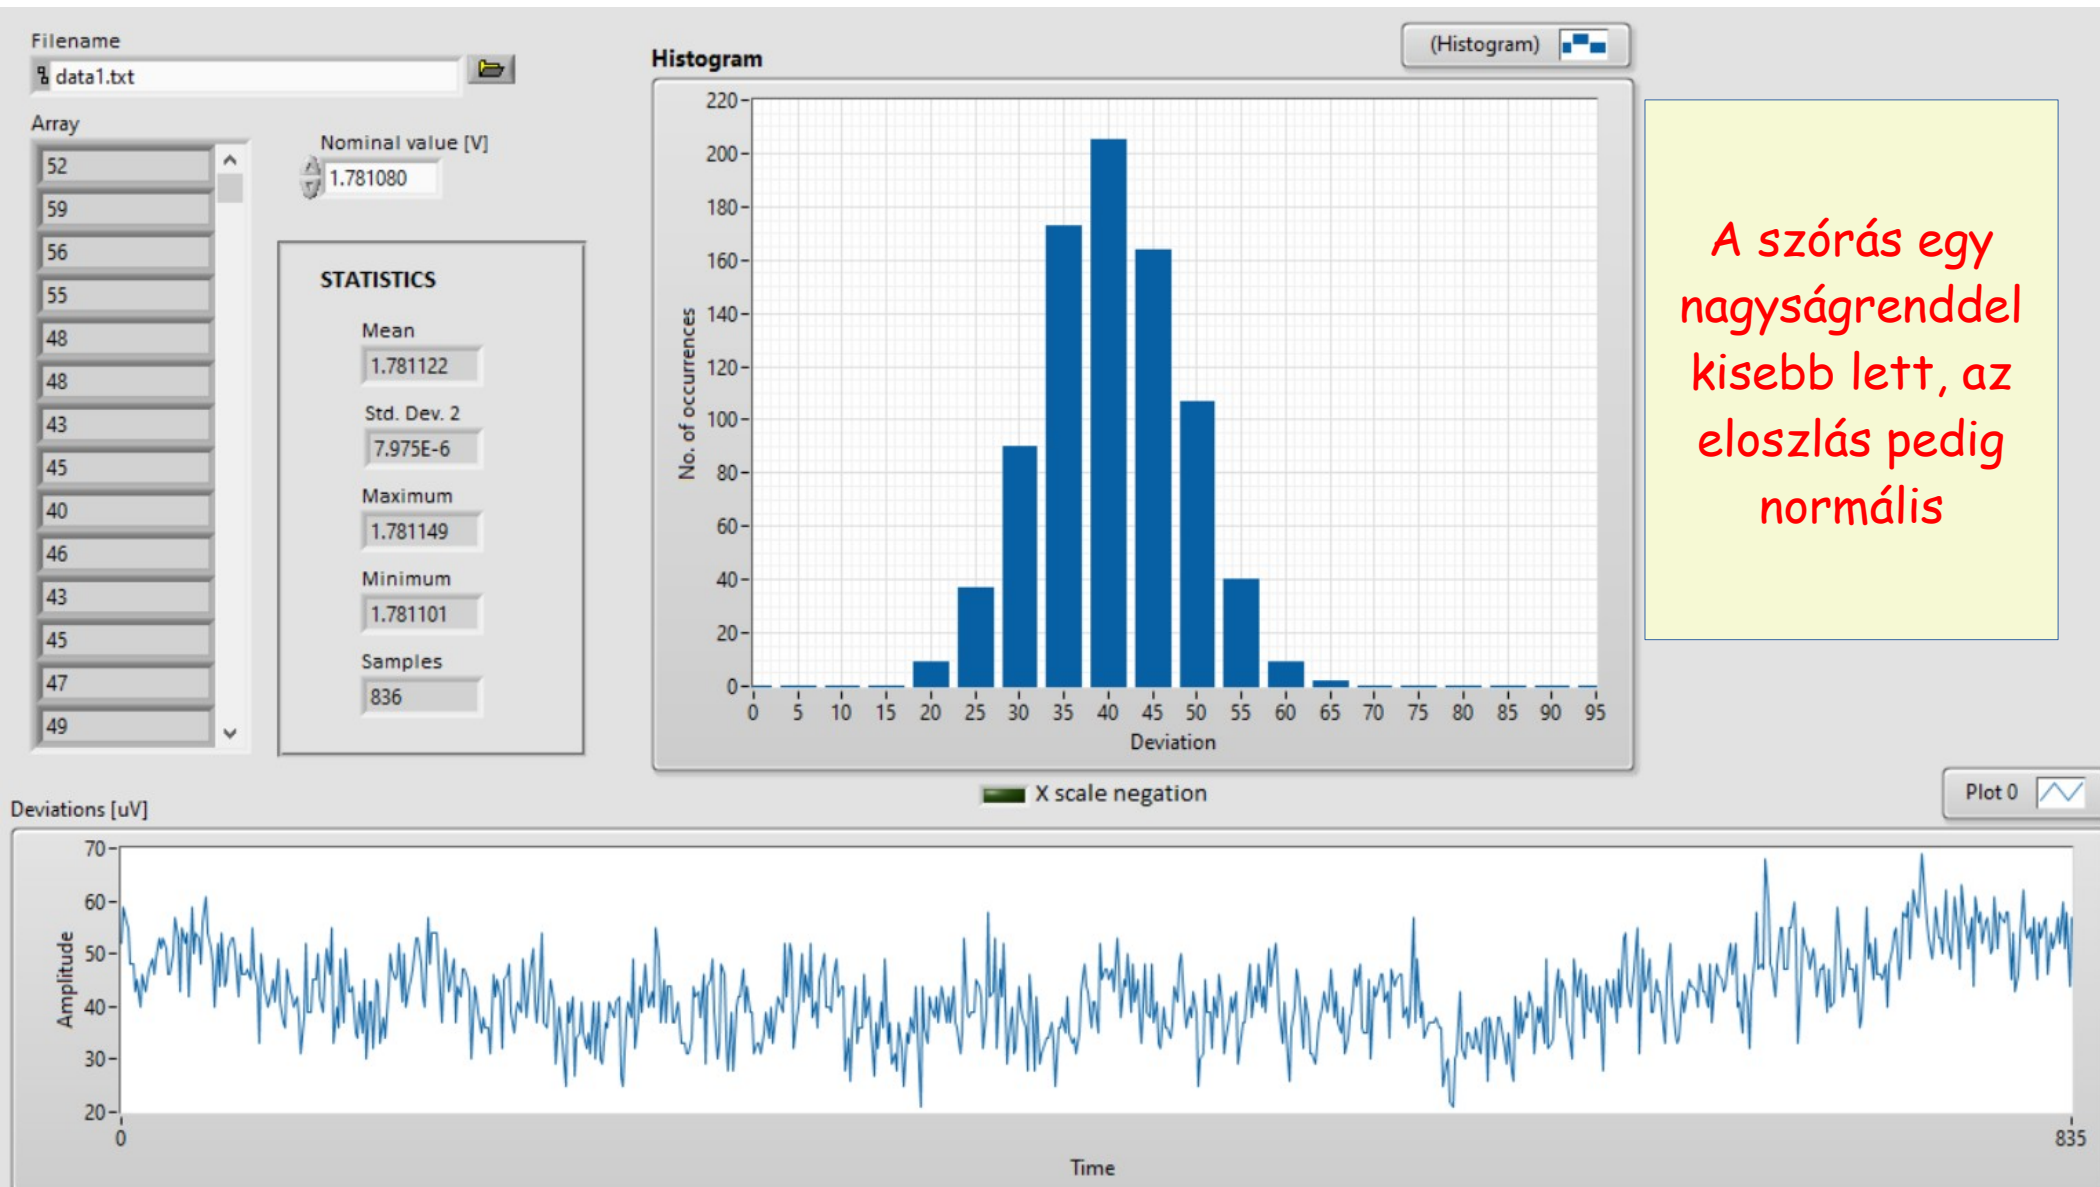 Filename
data1.txt
Array
52
59
56
55
48
48
43
45
40
46
43
45
47
49
Nominal value [V]
1.781080
STATISTICS
Mean
1.781122
Std. Dev. 2
7.975E-6
Maximum
1.781149
Minimum
1.781101
Samples
836
Histogram
(Histogram)
220
200
180
160
140
120
100
80
60
40
20
0
No. of occurrences
0 5 10 15 20 25 30 35 40 45 50 55 60 65 70 75 80 85 90 95
Deviation
X scale negation
A szórás egy
nagyságrenddel
kisebb lett, az
eloszlás pedig
normális
Plot 0
Deviations [uV]
70
60
50
40
30
20
Amplitude
0 835
Time